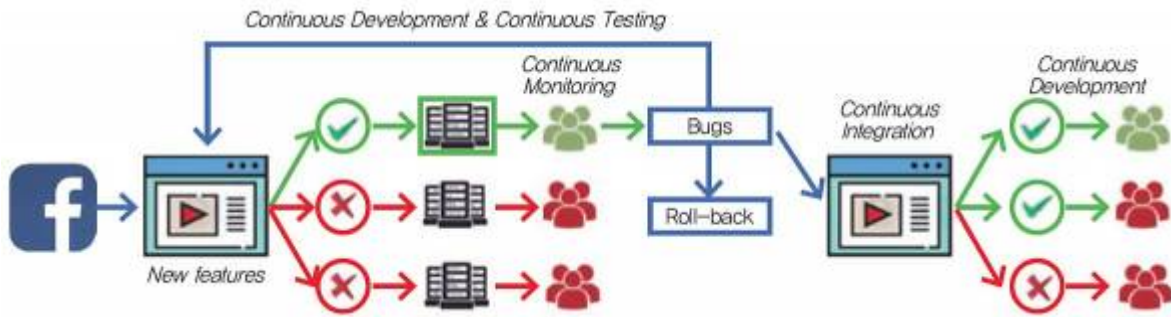 Continuous Development & Continuous Testing
Continuous
Monitoring
Continuous
Development
Continuous
Integration
Bugs
Roll-back
New features